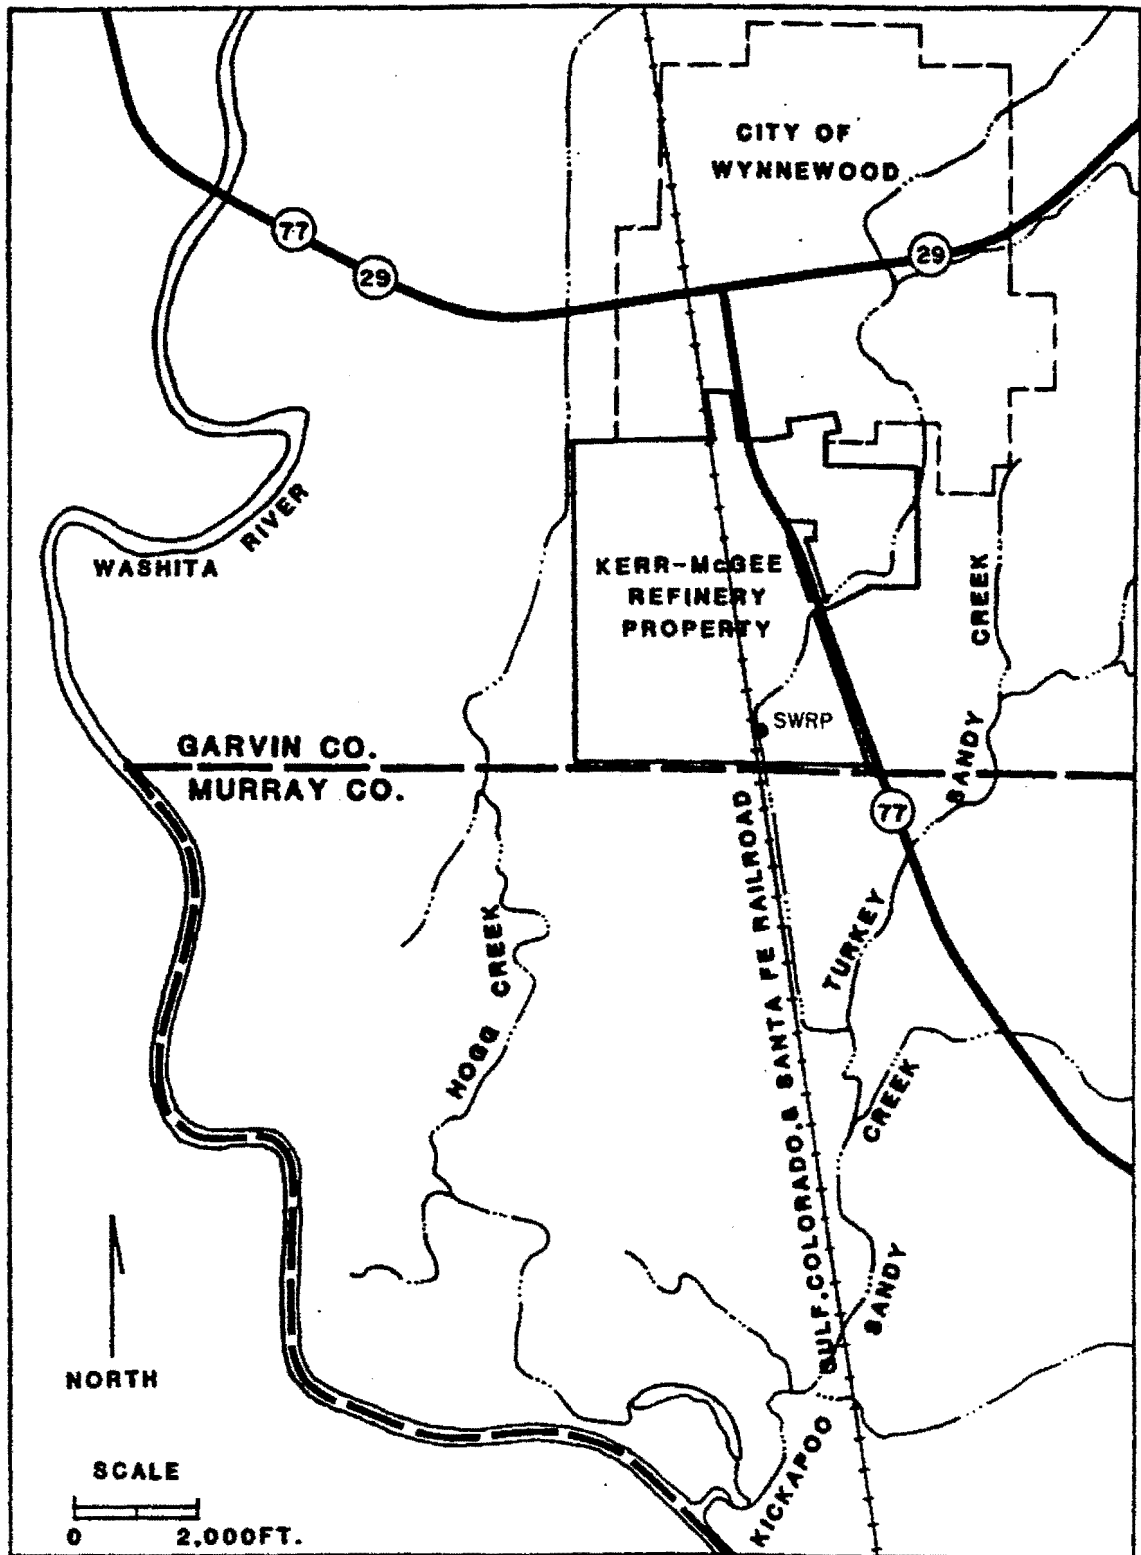 CITY OF
WYNNEWOOD
77
29
29
WASHITA
RIVER
KERR-McGEE
REFINERY
PROPERTY
CREEK
SANDY
SWRP
GARVIN CO.
MURRAY CO.
77
TURKEY
CREEK
HOGG
GULF, COLORADO, & SANTA FE RAILROAD
CREEK
SANDY
KICKAPOO
NORTH
SCALE
0 2,000FT.